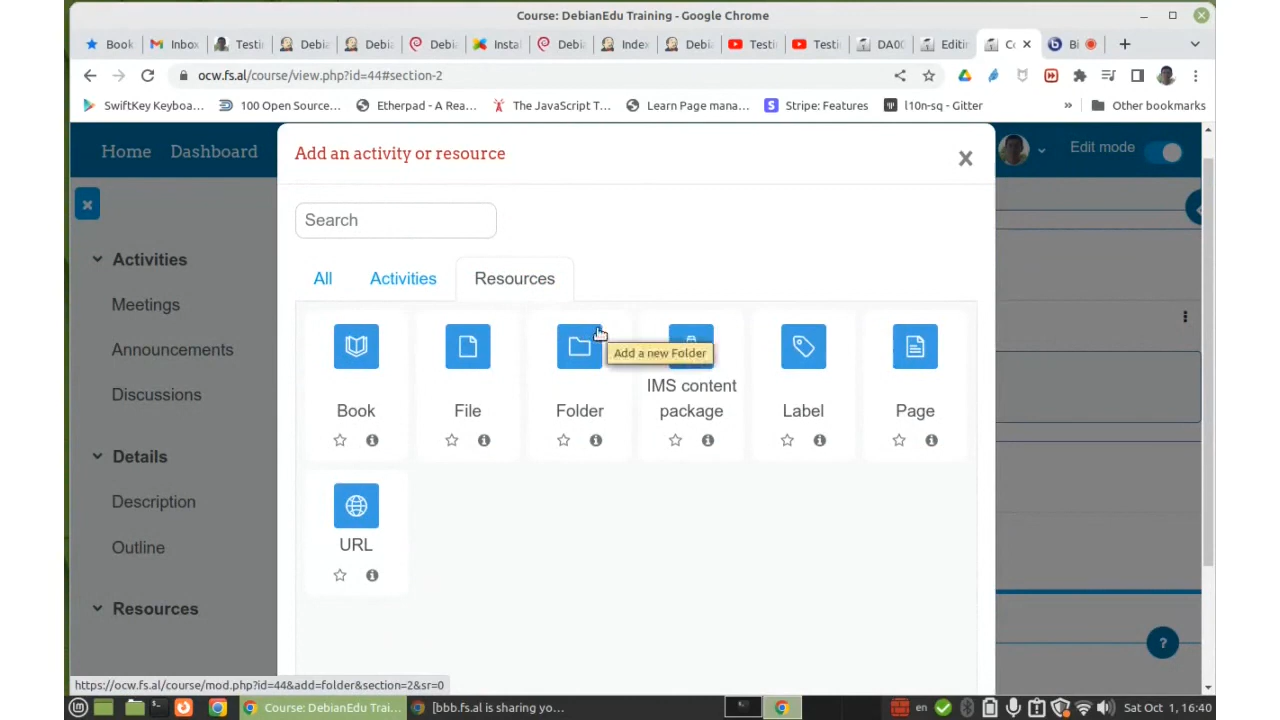 Course: DebianEdu Training - Google Chrome
Book
Inbox
Testi
Debia
Debia
Debi
Insta
Debi
Index
Debi
Testi
Testi
DA00
Editin
Co
Bi
ocw.fs.al/course/view.php?id=44#section-2
SwiftKey Keyboa...
100 Open Source...
Etherpad - A Rea...
The JavaScript T...
Learn Page mana...
Stripe: Features
l10n-sq - Gitter
»
Other bookmarks
Home Dashboard
Add an activity or resource
Edit mode
Search
Activities
Meetings
Announcements
Discussions
Details
Description
Outline
Resources
All Activities Resources
Add a new Folder
Book
File
Folder
IMS content
package
Label
Page
URL
?
https://ocw.fs.al/course/mod.php?id=44&add=folder&section=2&sr=0
Course: DebianEdu Trai...
[bbb.fs.al is sharing yo...
en
Sat Oct 1, 16:40